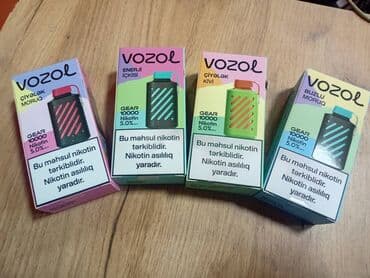 VOZOL
ÇİYƏLƏK
MORUQ
GEAR
10000
Nikotin
5.0%
Bu məhsul nikotin
tərkiblidir.
Nikotin asılılıq
yaradır.
VOZOL
ENERJİ
İÇKİSİ
GEAR
10000
Nikotin
5.0%
Bu məhsul nikotin
tərkiblidir.
Nikotin asılılıq
yaradır.
VOZOL
ÇİYƏLƏK
KİVİ
GEAR
10000
Nikotin
5.0%
Bu məhsul nikotin
tərkiblidir.
Nikotin asılılıq
yaradır.
VOZOL
BUZLU
MORUQ
GEAR
10000
Nikotin
5.0%
Bu məhsul nikotin
tərkiblidir.
Nikotin asılılıq
yaradır.